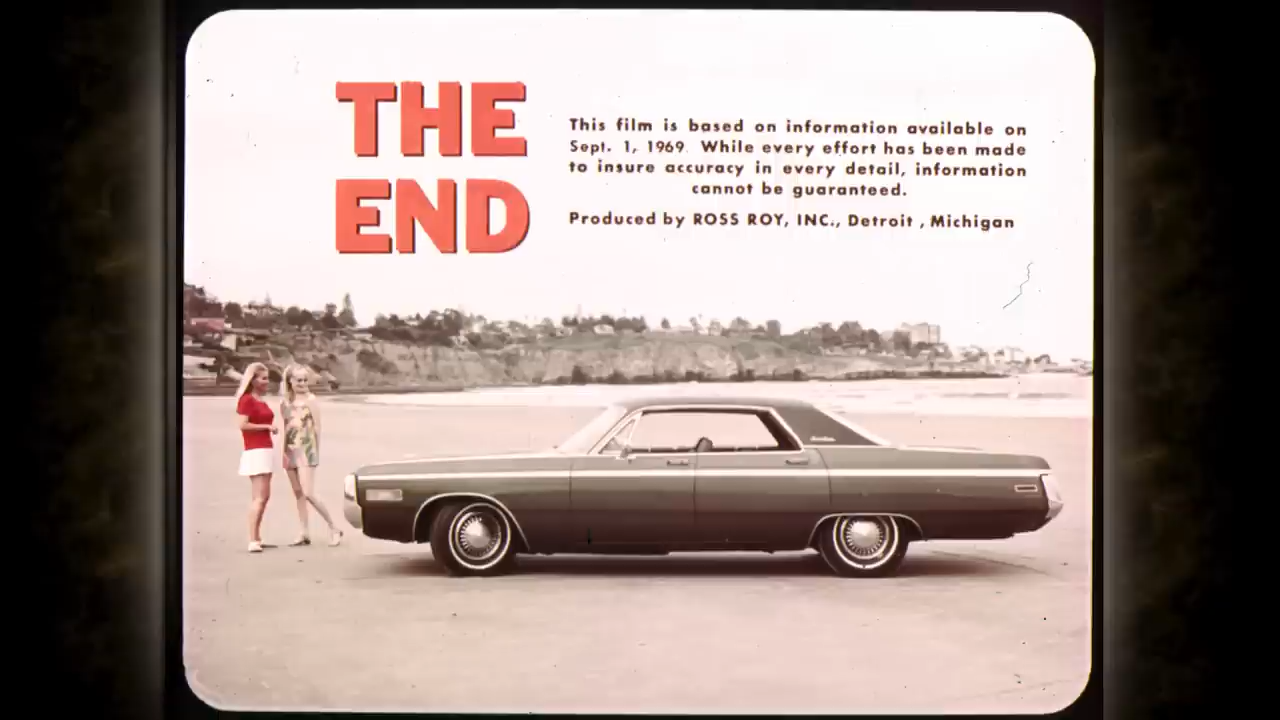 THE
END
This film is based on information available on
Sept. 1, 1969. While every effort has been made
to insure accuracy in every detail, information
cannot be guaranteed.
Produced by ROSS ROY, INC., Detroit , Michigan